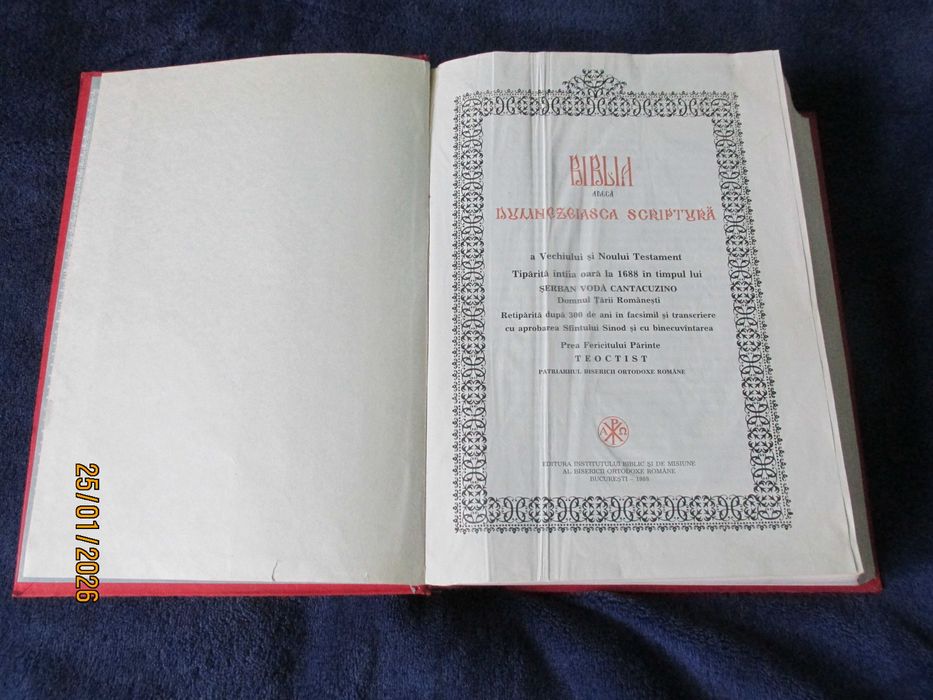 BIBLIA
ADECĂ
DUMNEZEIASCA SCRIPTURĂ
a Vechiului și Noului Testament
Tipărită întîia oară la 1688 în timpul lui
ȘERBAN VODĂ CANTACUZINO
Domnul Țării Românești
Retipărită după 300 de ani în facsimil și transcriere
cu aprobarea Sfîntului Sinod și cu binecuvîntarea
Prea Fericitului Părinte
TEOCTIST
PATRIARHUL BISERICII ORTODOXE ROMÂNE
Α Ρ Ω
EDITURA INSTITUTULUI BIBLIC ȘI DE MISIUNE
AL BISERICII ORTODOXE ROMÂNE
BUCUREȘTI – 1988
25/01/2026